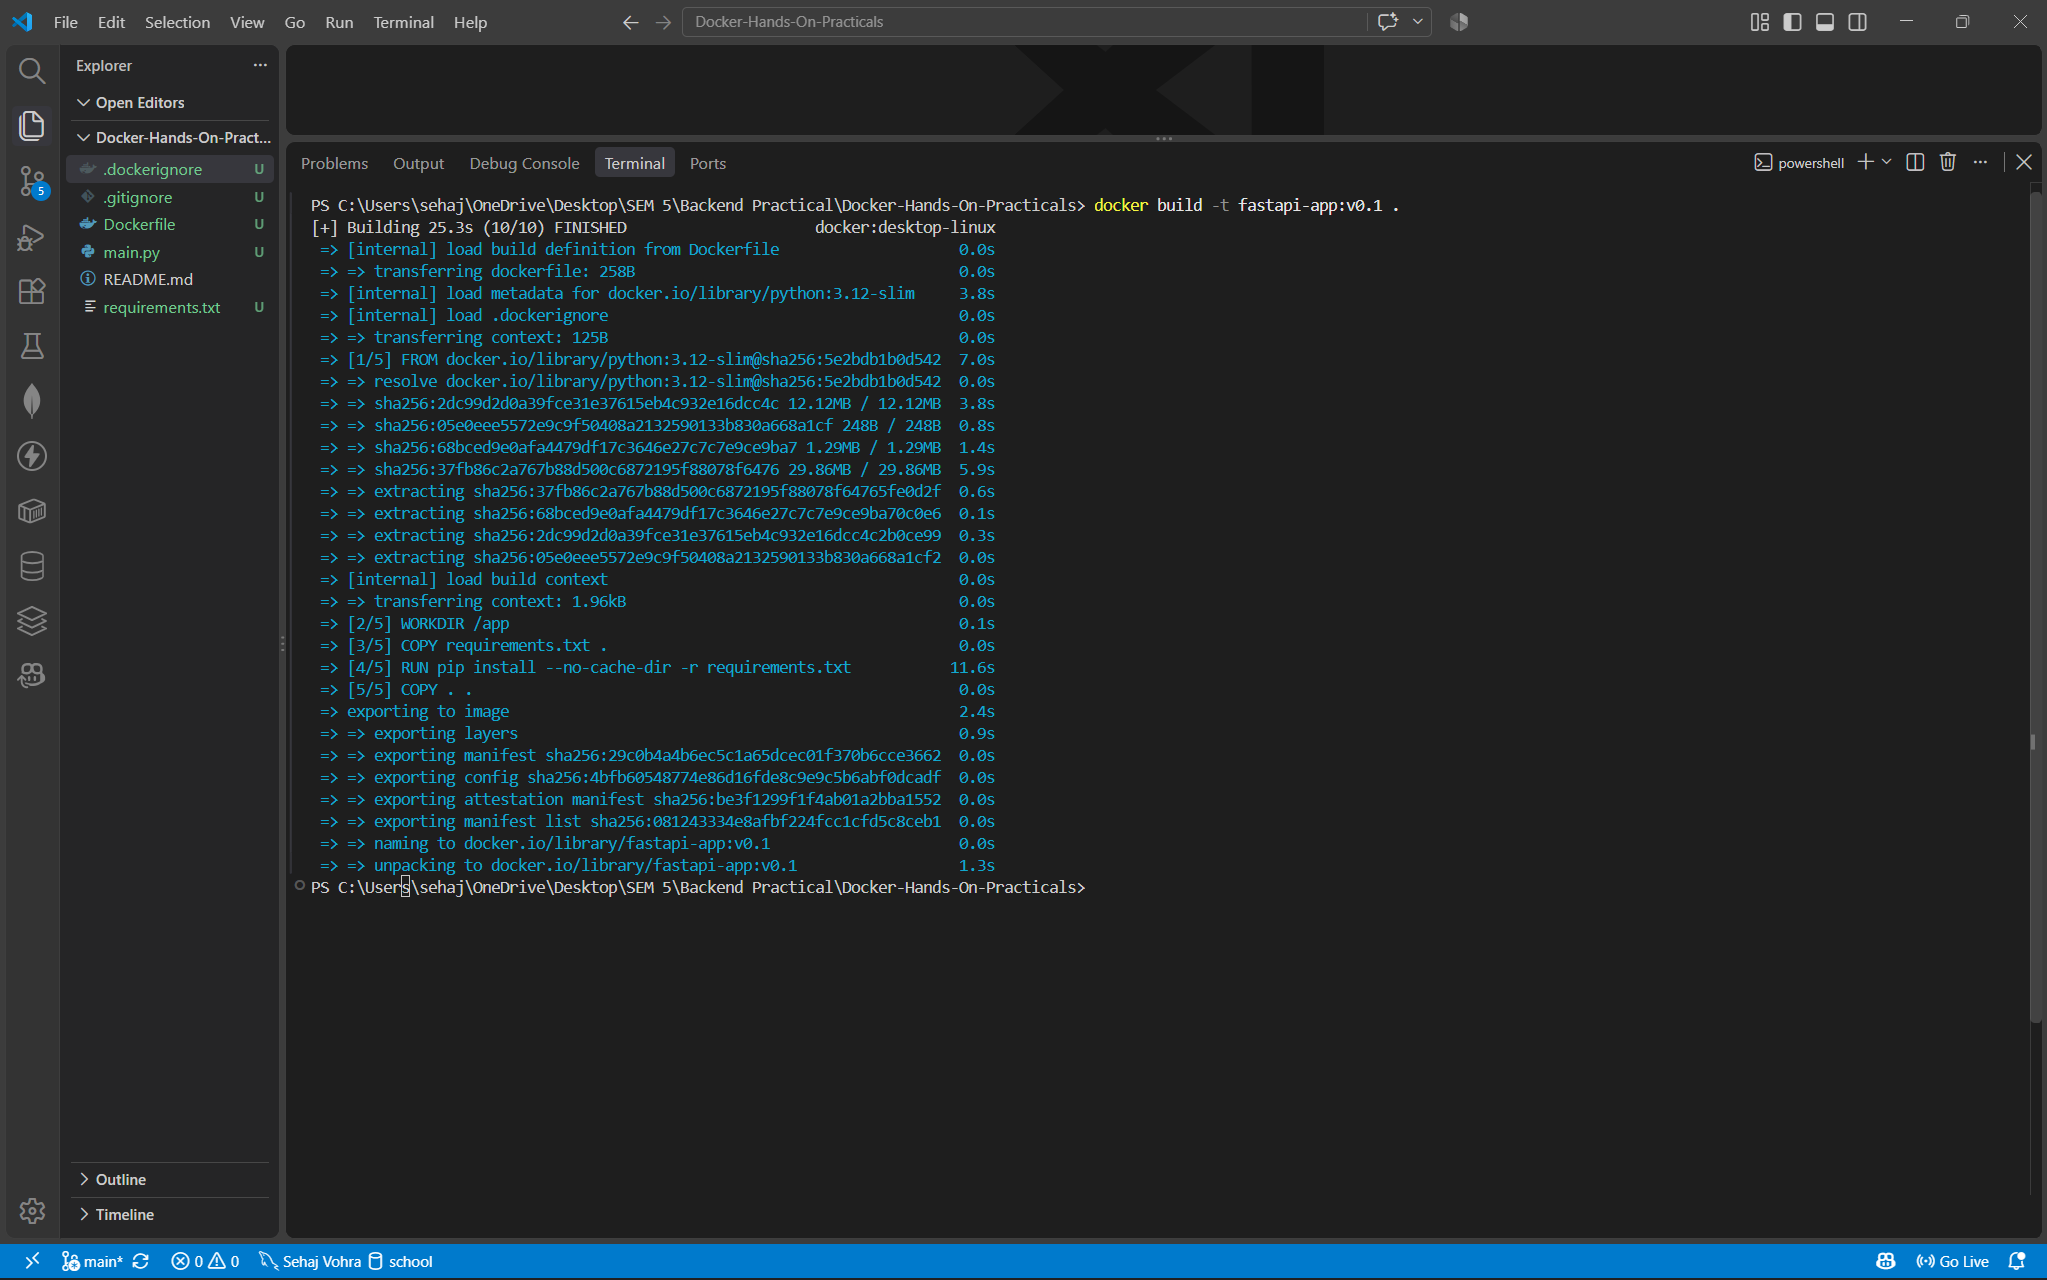 File Edit Selection View Go Run Terminal Help
Docker-Hands-On-Practicals
Explorer
Open Editors
Docker-Hands-On-Pract...
.dockerignore U
.gitignore U
Dockerfile U
main.py U
README.md
requirements.txt U
5
Outline
Timeline
Problems Output Debug Console Terminal Ports
powershell
PS C:\Users\sehaj\OneDrive\Desktop\SEM 5\Backend Practical\Docker-Hands-On-Practicals> docker build -t fastapi-app:v0.1 .
[+] Building 25.3s (10/10) FINISHED docker:desktop-linux
=> [internal] load build definition from Dockerfile 0.0s
=> => transferring dockerfile: 258B 0.0s
=> [internal] load metadata for docker.io/library/python:3.12-slim 3.8s
=> [internal] load .dockerignore 0.0s
=> => transferring context: 125B 0.0s
=> [1/5] FROM docker.io/library/python:3.12-slim@sha256:5e2bdb1b0d542 7.0s
=> => resolve docker.io/library/python:3.12-slim@sha256:5e2bdb1b0d542 0.0s
=> => sha256:2dc99d2d0a39fce31e37615eb4c932e16dcc4c 12.12MB / 12.12MB 3.8s
=> => sha256:05e0eee5572e9c9f50408a2132590133b830a668a1cf 248B / 248B 0.8s
=> => sha256:68bced9e0afa4479df17c3646e27c7c7e9ce9ba7 1.29MB / 1.29MB 1.4s
=> => sha256:37fb86c2a767b88d500c6872195f88078f6476 29.86MB / 29.86MB 5.9s
=> => extracting sha256:37fb86c2a767b88d500c6872195f88078f64765fe0d2f 0.6s
=> => extracting sha256:68bced9e0afa4479df17c3646e27c7c7e9ce9ba70c0e6 0.1s
=> => extracting sha256:2dc99d2d0a39fce31e37615eb4c932e16dcc4c2b0ce99 0.3s
=> => extracting sha256:05e0eee5572e9c9f50408a2132590133b830a668a1cf2 0.0s
=> [internal] load build context 0.0s
=> => transferring context: 1.96kB 0.0s
=> [2/5] WORKDIR /app 0.1s
=> [3/5] COPY requirements.txt . 0.0s
=> [4/5] RUN pip install --no-cache-dir -r requirements.txt 11.6s
=> [5/5] COPY . . 0.0s
=> exporting to image 2.4s
=> => exporting layers 0.9s
=> => exporting manifest sha256:29c0b4a4b6ec5c1a65dcec01f370b6cce3662 0.0s
=> => exporting config sha256:4bfb60548774e86d16fde8c9e9c5b6abf0dcadf 0.0s
=> => exporting attestation manifest sha256:be3f1299f1f4ab01a2bba1552 0.0s
=> => exporting manifest list sha256:081243334e8afbf224fcc1cfd5c8ceb1 0.0s
=> => naming to docker.io/library/fastapi-app:v0.1 0.0s
=> => unpacking to docker.io/library/fastapi-app:v0.1 1.3s
PS C:\Users\sehaj\OneDrive\Desktop\SEM 5\Backend Practical\Docker-Hands-On-Practicals>
main* 0 0 Sehaj Vohra school Go Live